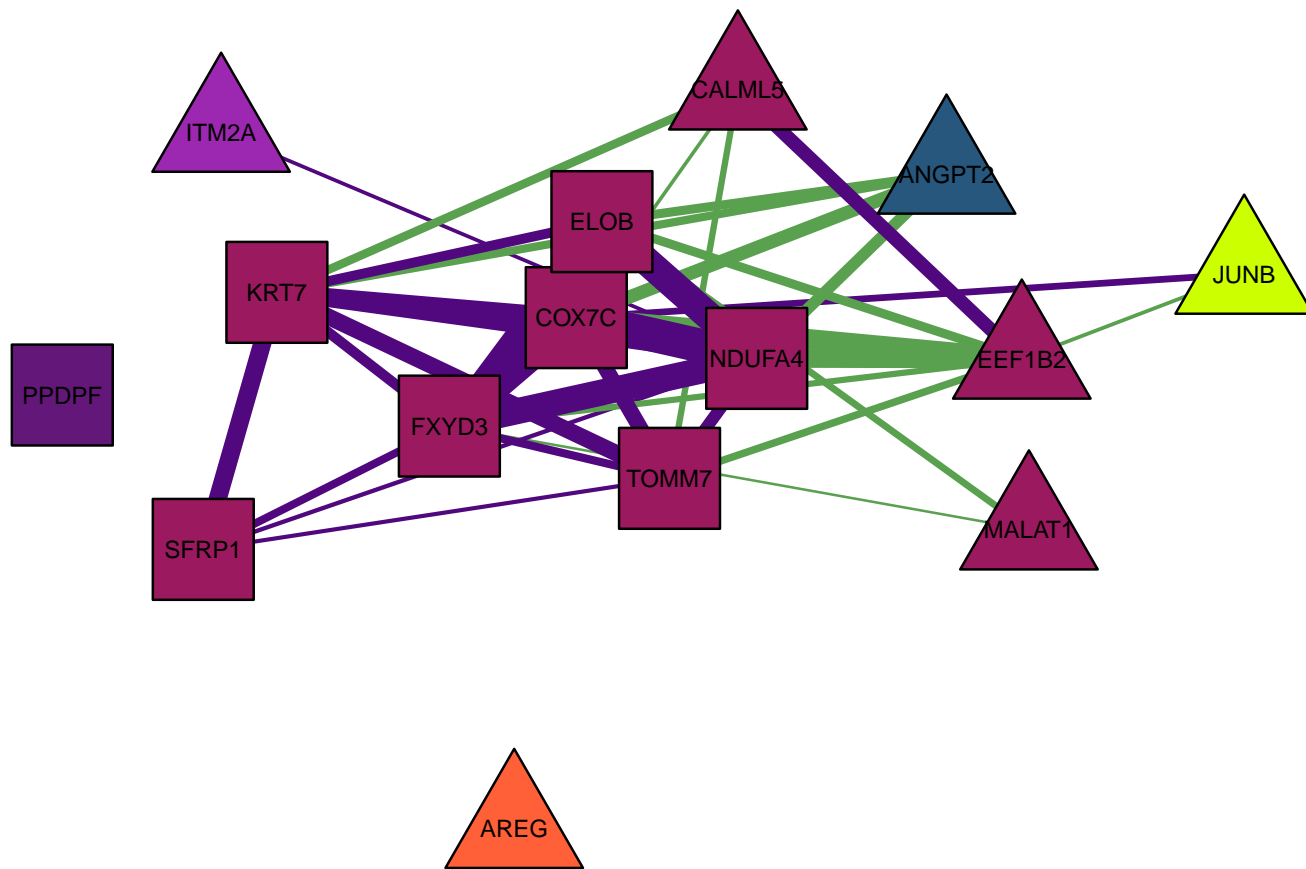 CALML5
ITM2A
ANGPT2
ELOB
JUNB
KRT7
COX7C
NDUFA4
EEF1B2
PPDPF
FXYD3
TOMM7
MALAT1
SFRP1
AREG